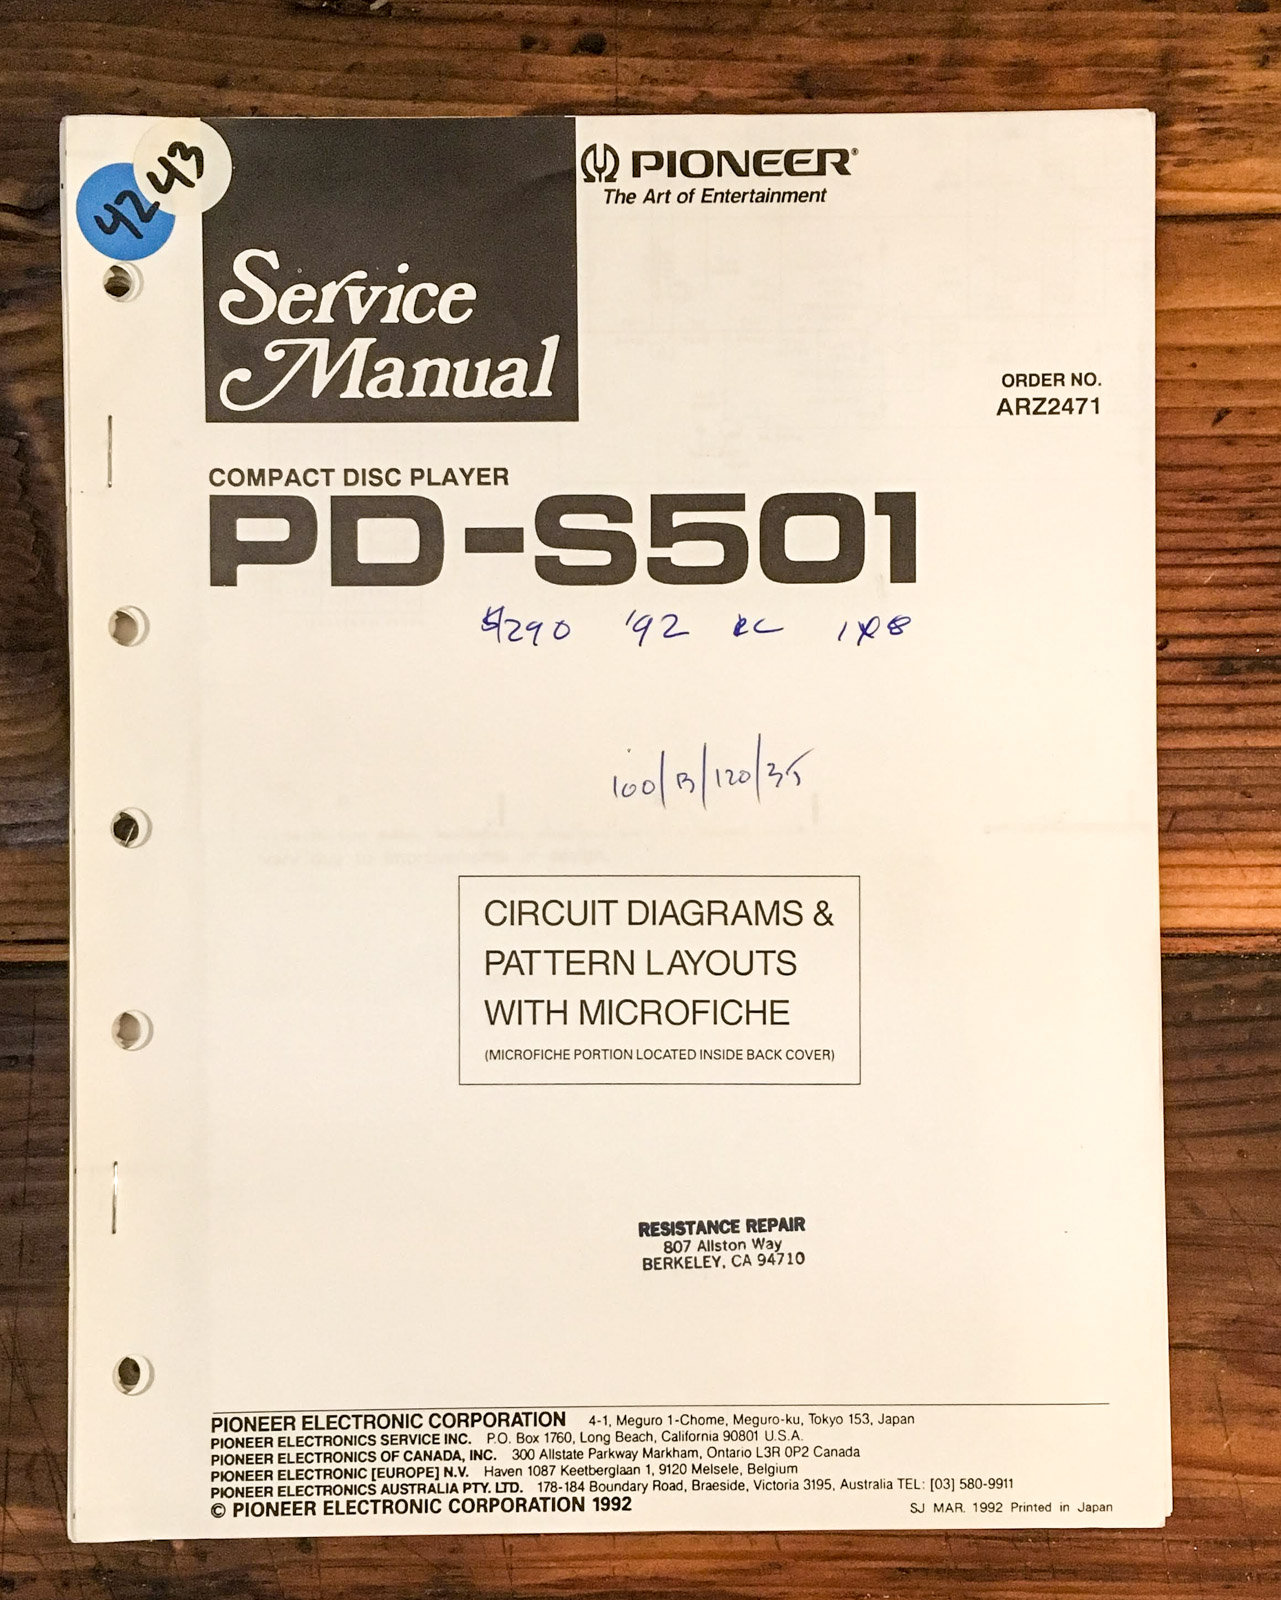 42
43
PIONEER®
The Art of Entertainment
Service
Manual
ORDER NO.
ARZ2471
COMPACT DISC PLAYER
PD-S501
$290 '92
100/B/120/35
CIRCUIT DIAGRAMS &
PATTERN LAYOUTS
WITH MICROFICHE
(MICROFICHE PORTION LOCATED INSIDE BACK COVER)
RESISTANCE REPAIR
807 Allston Way
BERKELEY, CA 94710
PIONEER ELECTRONIC CORPORATION 4-1, Meguro 1-Chome, Meguro-ku, Tokyo 153, Japan
PIONEER ELECTRONICS SERVICE INC. P.O. Box 1760, Long Beach, California 90801 U.S.A.
PIONEER ELECTRONICS OF CANADA, INC. 300 Allstate Parkway Markham, Ontario L3R 0P2 Canada
PIONEER ELECTRONIC [EUROPE] N.V. Haven 1087 Keetberglaan 1, 9120 Melsele, Belgium
PIONEER ELECTRONICS AUSTRALIA PTY. LTD. 178-184 Boundary Road, Braeside, Victoria 3195, Australia TEL: [03] 580-9911
© PIONEER ELECTRONIC CORPORATION 1992
SJ MAR. 1992 Printed in Japan